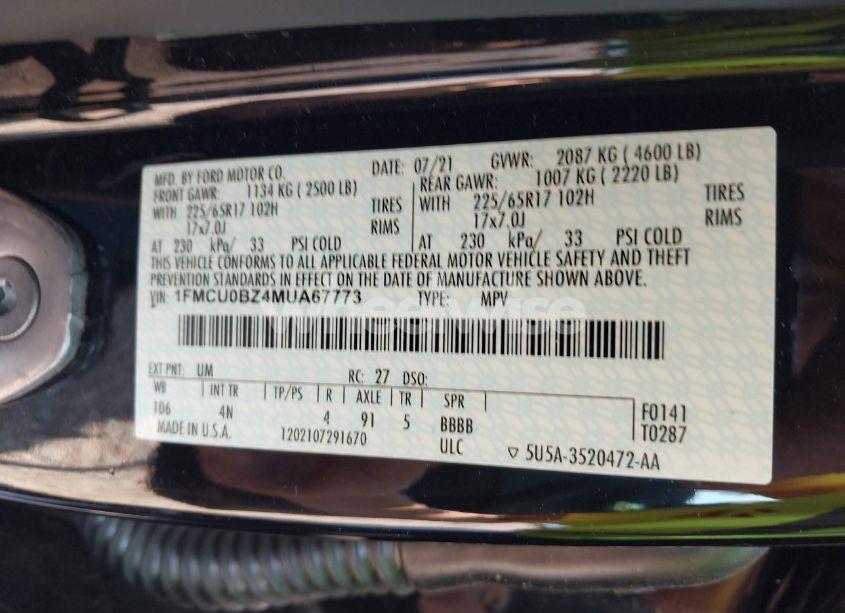 MFD. BY FORD MOTOR CO. DATE: 07/21 GVWR: 2087 KG ( 4600 LB)
FRONT GAWR: 1134 KG ( 2500 LB) REAR GAWR: 1007 KG ( 2220 LB)
WITH 225/65R17 102H TIRES WITH 225/65R17 102H TIRES
17x7.0J RIMS 17x7.0J RIMS
AT 230 kPa/ 33 PSI COLD AT 230 kPa/ 33 PSI COLD
THIS VEHICLE CONFORMS TO ALL APPLICABLE FEDERAL MOTOR VEHICLE SAFETY AND THEFT
PREVENTION STANDARDS IN EFFECT ON THE DATE OF MANUFACTURE SHOWN ABOVE.
VIN: 1FMCU0BZ4MUA67773 TYPE: MPV
wheelwise
EXT PNT: UM RC: 27 DSO:
WB INT TR TP/PS R AXLE TR SPR
106 4N 4 91 5 BBBB F0141
MADE IN U.S.A. 1202107291670 ULC T0287
▽ 5U5A-3520472-AA